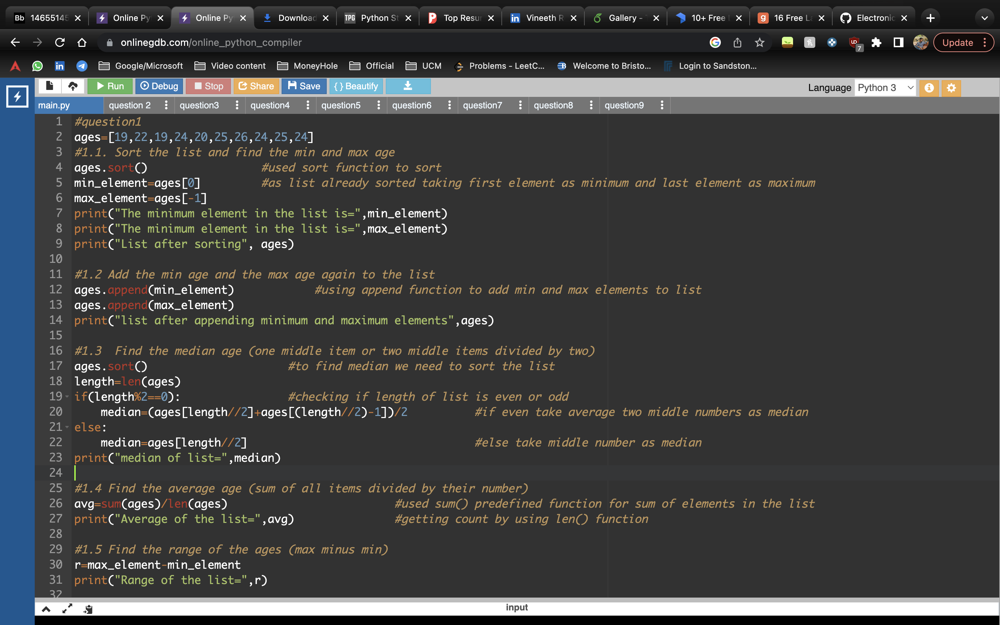 Bb 14655145
Online Py
Online Py
Download
TPG Python St
Top Resum
in Vineeth R
Gallery -
10+ Free
g 16 Free La
Electronic
onlinegdb.com/online_python_compiler
7
Update
in
Google/Microsoft
Video content
MoneyHole
Official
UCM
Problems - LeetC...
Welcome to Bristo...
Login to Sandston...
Run
Debug
Stop
Share
Save
{ } Beautify
Language Python 3
main.py question 2 question3 question4 question5 question6 question7 question8 question9
1 #question1
2 ages=[19,22,19,24,20,25,26,24,25,24]
3 #1.1. Sort the list and find the min and max age
4 ages.sort() #used sort function to sort
5 min_element=ages[0] #as list already sorted taking first element as minimum and last element as maximum
6 max_element=ages[-1]
7 print("The minimum element in the list is=",min_element)
8 print("The minimum element in the list is=",max_element)
9 print("List after sorting", ages)
10
11 #1.2 Add the min age and the max age again to the list
12 ages.append(min_element) #using append function to add min and max elements to list
13 ages.append(max_element)
14 print("list after appending minimum and maximum elements",ages)
15
16 #1.3  Find the median age (one middle item or two middle items divided by two)
17 ages.sort() #to find median we need to sort the list
18 length=len(ages)
19 if(length%2==0): #checking if length of list is even or odd
20 median=(ages[length//2]+ages[(length//2)-1])/2 #if even take average two middle numbers as median
21 else:
22 median=ages[length//2] #else take middle number as median
23 print("median of list=",median)
24
25 #1.4 Find the average age (sum of all items divided by their number)
26 avg=sum(ages)/len(ages) #used sum() predefined function for sum of elements in the list
27 print("Average of the list=",avg) #getting count by using len() function
28
29 #1.5 Find the range of the ages (max minus min)
30 r=max_element-min_element
31 print("Range of the list=",r)
32
input